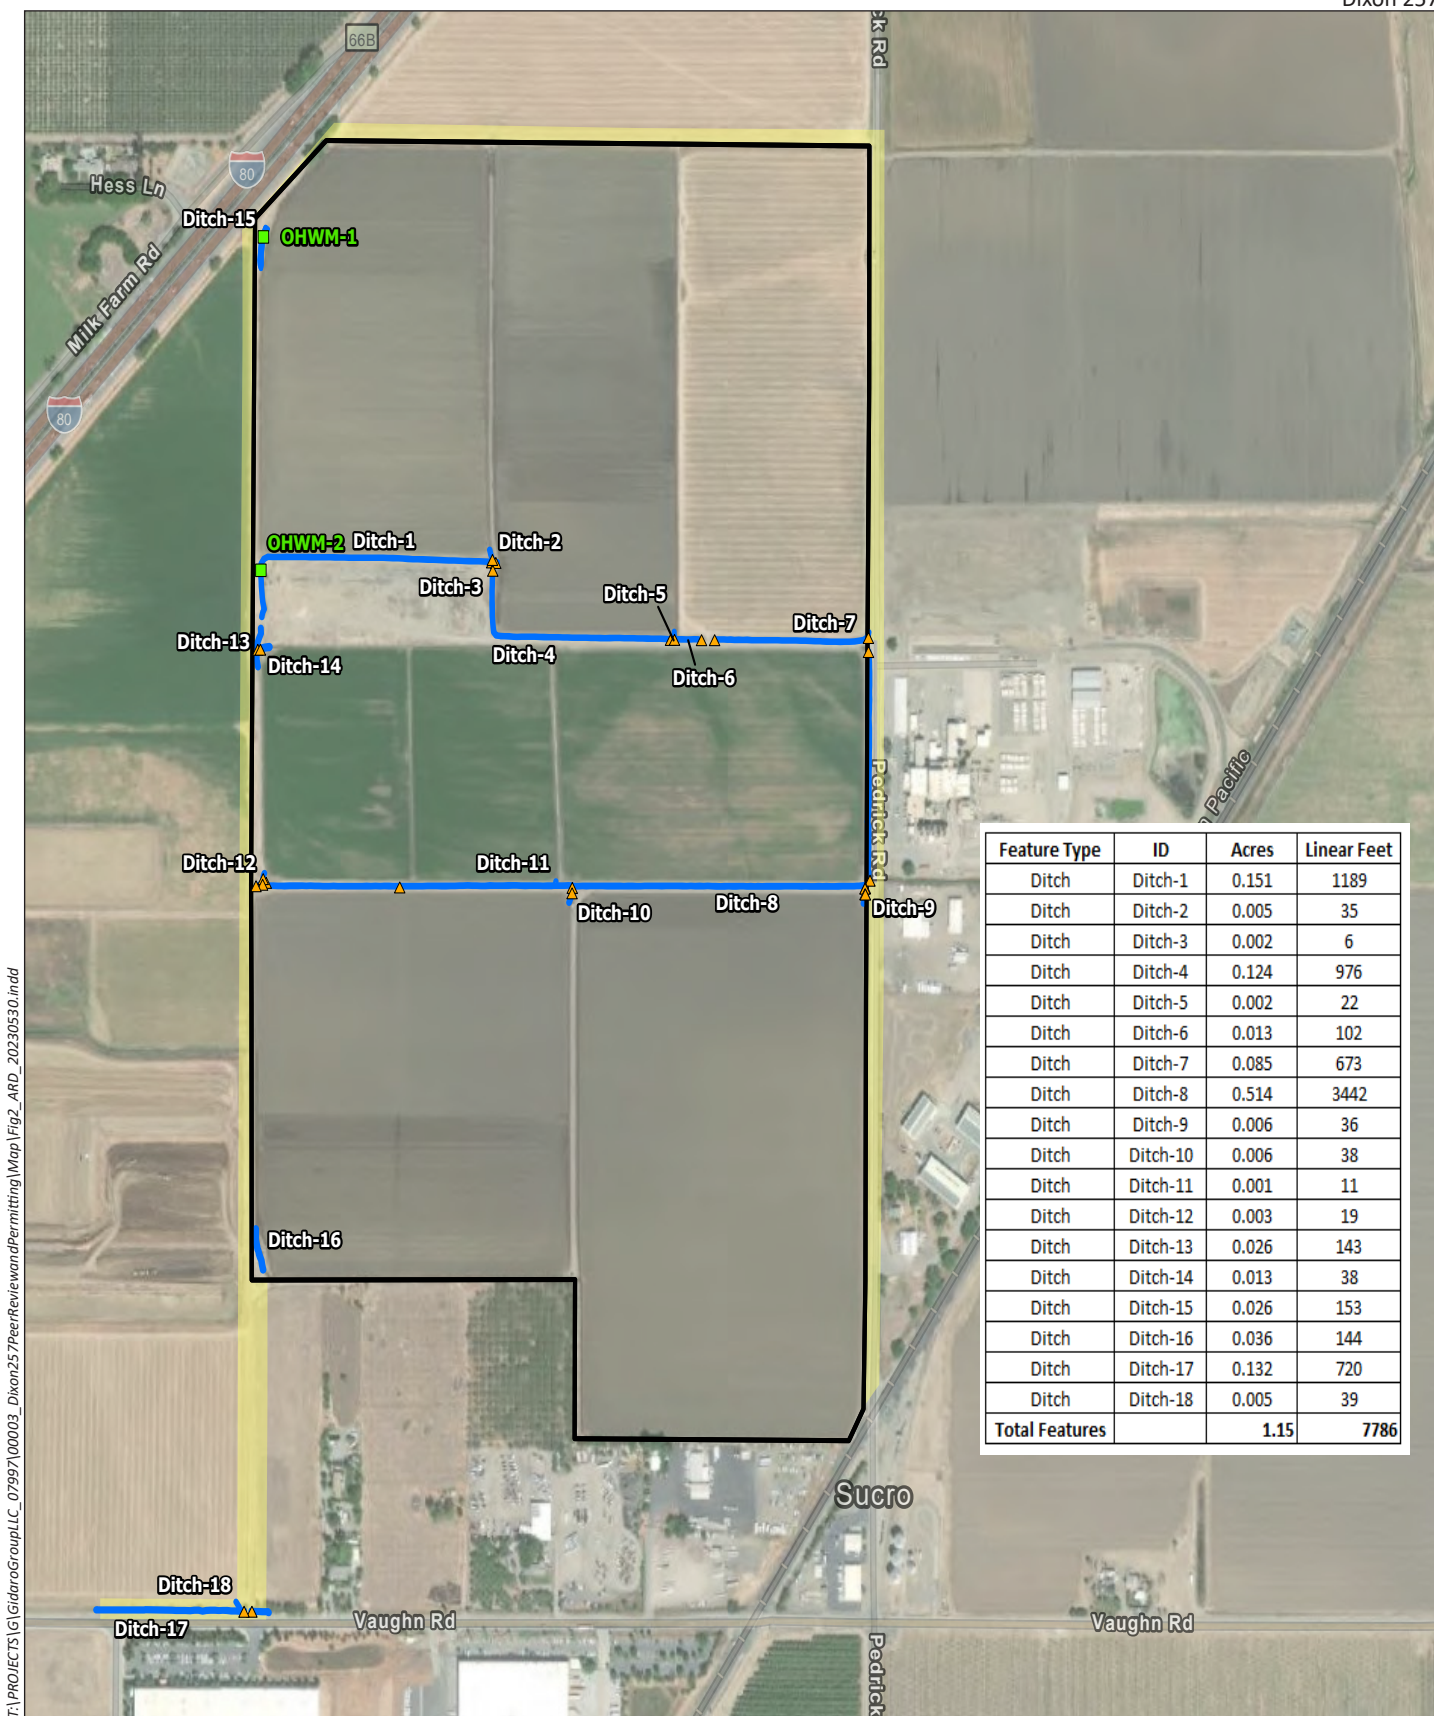 Dixon 257
66B
ck Rd
80
Hess Ln
Ditch-15
OHWM-1
Milk Farm Rd
80
OHWM-2
Ditch-1
Ditch-2
Ditch-3
Ditch-5
Ditch-7
Ditch-13
Ditch-14
Ditch-4
Ditch-6
Pedrick Rd
n Pacific
Ditch-12
Ditch-11
Ditch-10
Ditch-8
Ditch-9
Ditch-16
Feature Type ID Acres Linear Feet
Ditch Ditch-1 0.151 1189
Ditch Ditch-2 0.005 35
Ditch Ditch-3 0.002 6
Ditch Ditch-4 0.124 976
Ditch Ditch-5 0.002 22
Ditch Ditch-6 0.013 102
Ditch Ditch-7 0.085 673
Ditch Ditch-8 0.514 3442
Ditch Ditch-9 0.006 36
Ditch Ditch-10 0.006 38
Ditch Ditch-11 0.001 11
Ditch Ditch-12 0.003 19
Ditch Ditch-13 0.026 143
Ditch Ditch-14 0.013 38
Ditch Ditch-15 0.026 153
Ditch Ditch-16 0.036 144
Ditch Ditch-17 0.132 720
Ditch Ditch-18 0.005 39
Total Features 1.15 7786
Sucro
Ditch-18
Ditch-17
Vaughn Rd
Vaughn Rd
Pedrick
T:\PROJECTS\G\GidaroGroupLLC_07997\00003_Dixon257PeerReviewandPermitting\Map\Fig2_ARD_20230530.indd